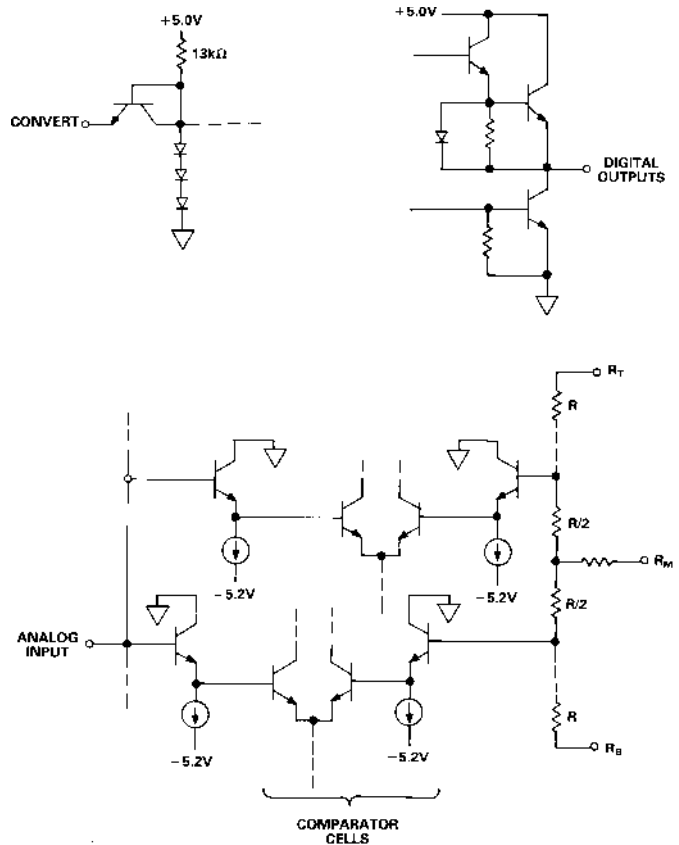 +5.0V
13kΩ
CONVERT
+5.0V
DIGITAL
OUTPUTS
R_T
R
R/2
R_M
R/2
R
R_B
−5.2V
−5.2V
ANALOG
INPUT
−5.2V
−5.2V
COMPARATOR
CELLS